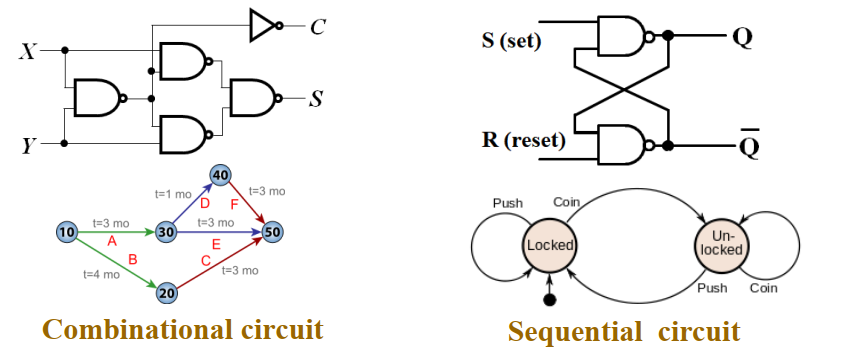 X
Y
C
S
S (set)
R (reset)
Q
Q̅
10
t=3 mo
A
B
t=4 mo
20
30
t=1 mo
D
40
F
t=3 mo
t=3 mo
E
C
t=3 mo
50
Push
Coin
Locked
Un-
locked
Push
Coin
Combinational circuit
Sequential circuit